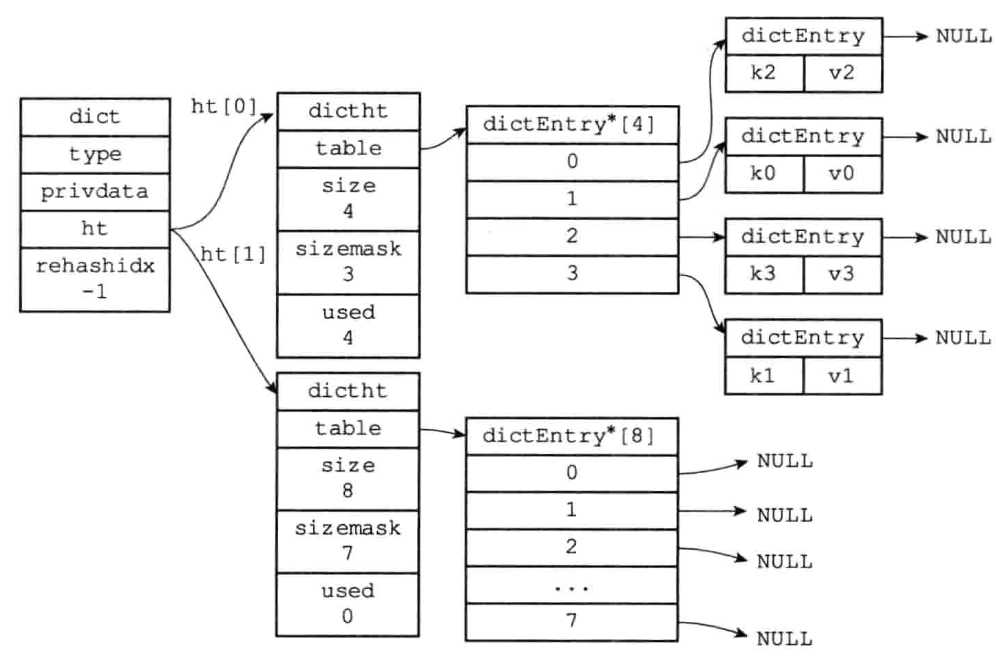 dict
type
privdata
ht
rehashidx
-1
ht[0]
ht[1]
dictht
table
size
4
sizemask
3
used
4
dictEntry*[4]
0
1
2
3
dictEntry
k2 v2
NULL
dictEntry
k0 v0
NULL
dictEntry
k3 v3
NULL
dictEntry
k1 v1
NULL
dictht
table
size
8
sizemask
7
used
0
dictEntry*[8]
0
1
2
...
7
NULL
NULL
NULL
NULL